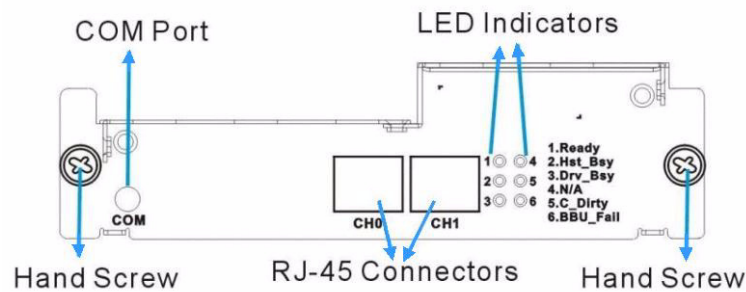 COM Port
LED Indicators
1 4
2 5
3 6
1.Ready
2.Hst_Bsy
3.Drv_Bsy
4.N/A
5.C_Dirty
6.BBU_Fail
COM
CH0
CH1
Hand Screw
RJ-45 Connectors
Hand Screw